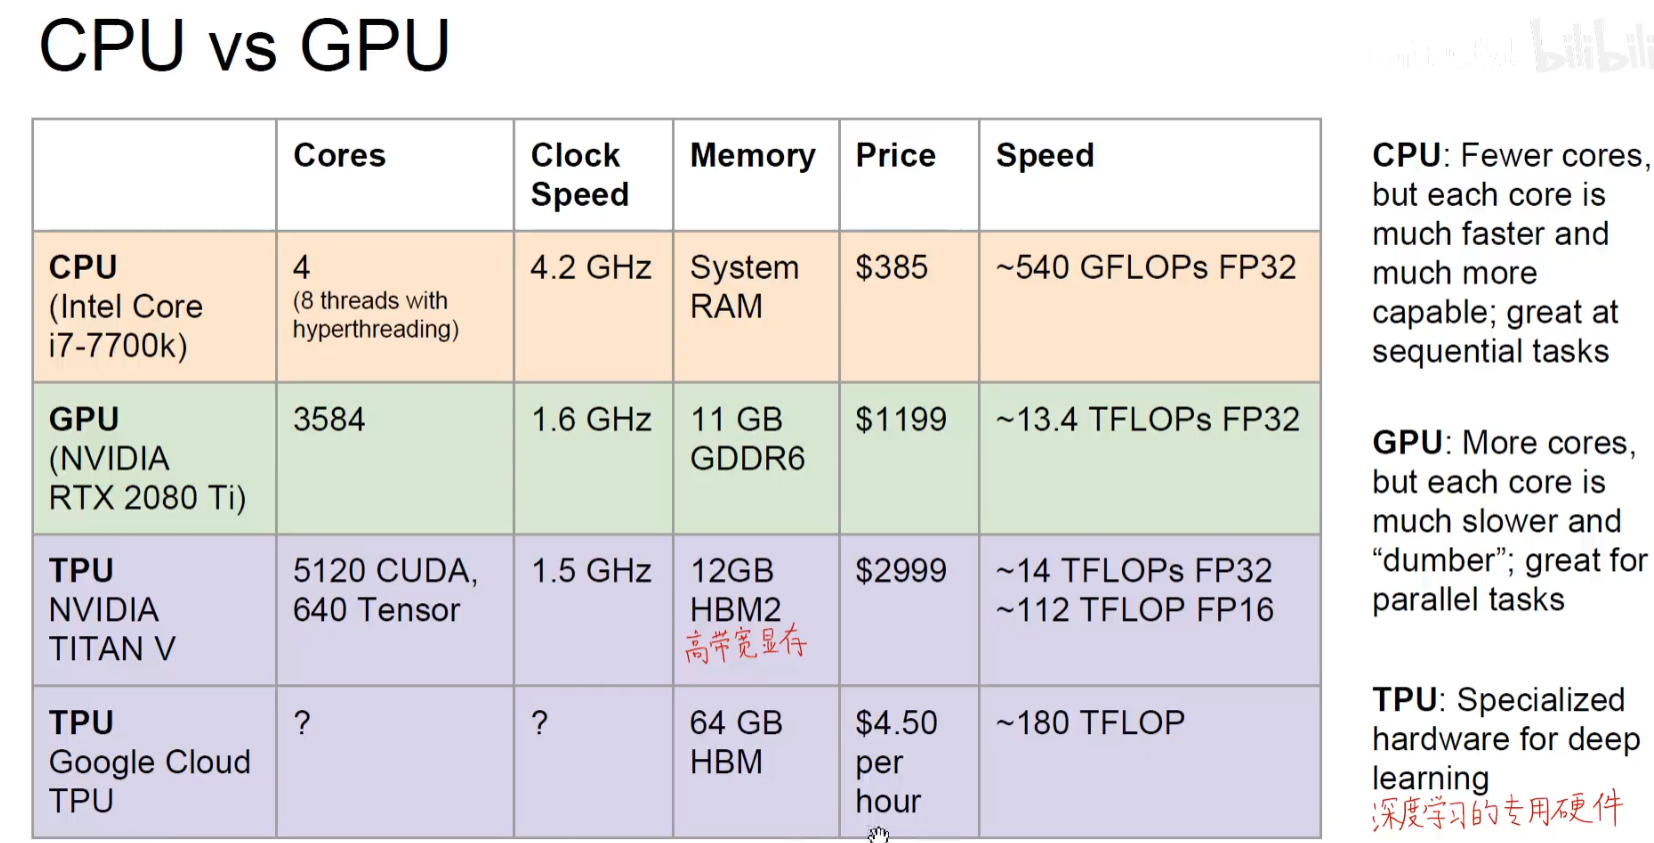 CPU vs GPU
bilibili
Cores
Clock
Speed
Memory
Price
Speed
CPU
(Intel Core
i7-7700k)
4
(8 threads with
hyperthreading)
4.2 GHz
System
RAM
$385
~540 GFLOPs FP32
GPU
(NVIDIA
RTX 2080 Ti)
3584
1.6 GHz
11 GB
GDDR6
$1199
~13.4 TFLOPs FP32
TPU
NVIDIA
TITAN V
5120 CUDA,
640 Tensor
1.5 GHz
12GB
HBM2
高带宽显存
$2999
~14 TFLOPs FP32
~112 TFLOP FP16
TPU
Google Cloud
TPU
?
?
64 GB
HBM
$4.50
per
hour
~180 TFLOP
CPU: Fewer cores,
but each core is
much faster and
much more
capable; great at
sequential tasks
GPU: More cores,
but each core is
much slower and
“dumber”; great for
parallel tasks
TPU: Specialized
hardware for deep
learning
深度学习的专用硬件